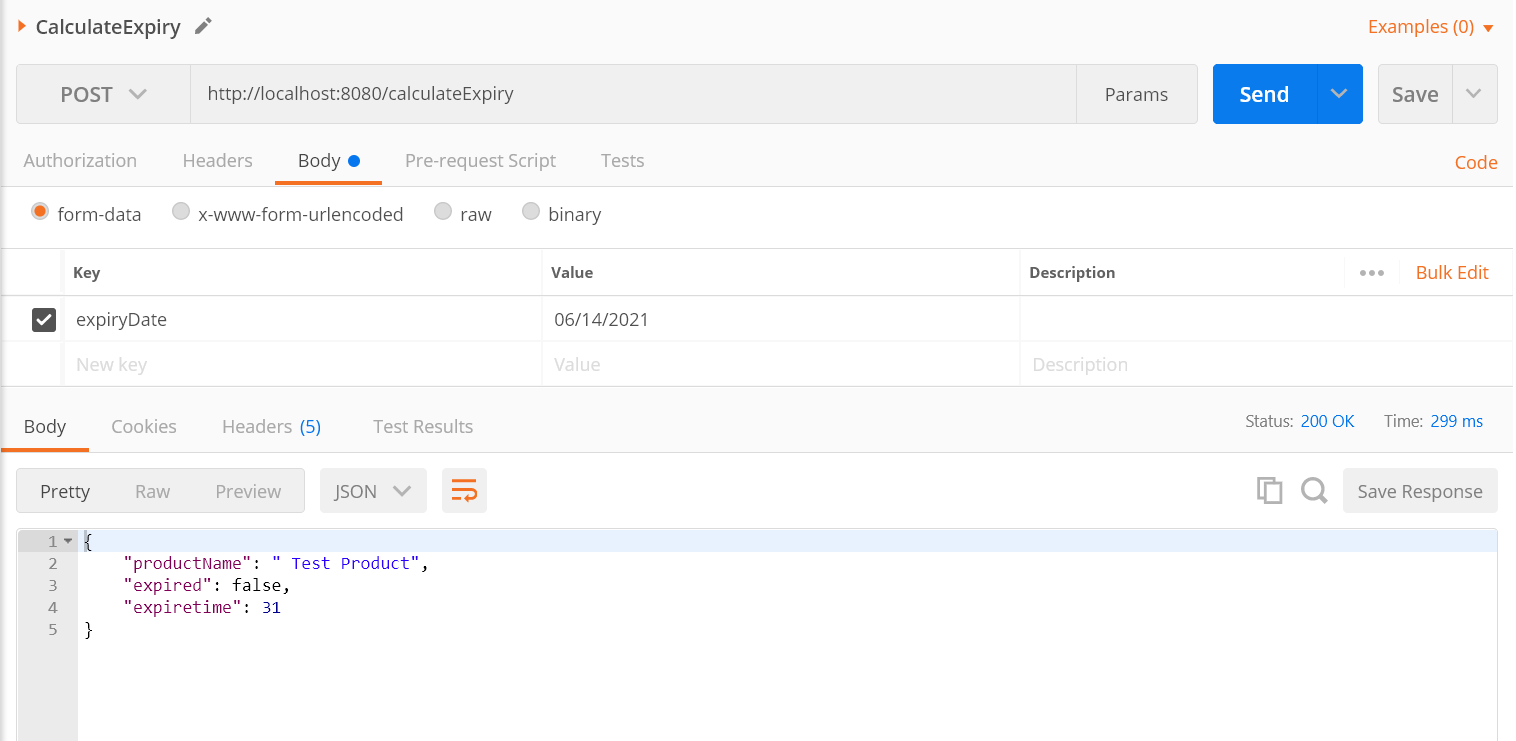 CalculateExpiry
Examples (0)
POST
http://localhost:8080/calculateExpiry
Params
Send
Save
Authorization Headers Body Pre-request Script Tests Code
form-data x-www-form-urlencoded raw binary
Key Value Description ••• Bulk Edit
expiryDate 06/14/2021
New key Value Description
Body Cookies Headers (5) Test Results Status: 200 OK Time: 299 ms
Pretty Raw Preview JSON Save Response
1 {
2 "productName": " Test Product",
3 "expired": false,
4 "expiretime": 31
5 }